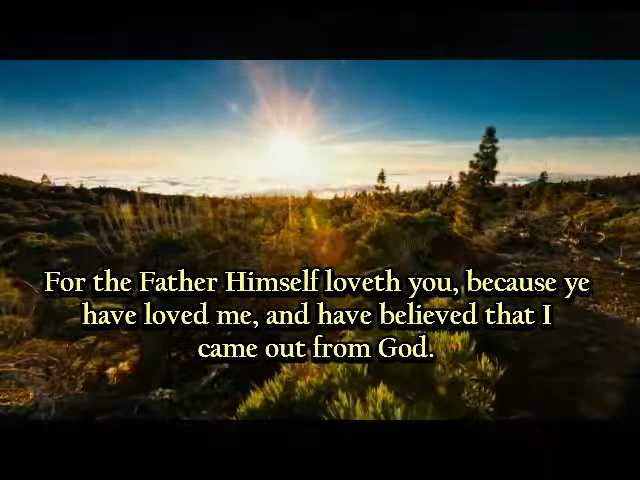 For the Father Himself loveth you, because ye
have loved me, and have believed that I
came out from God.